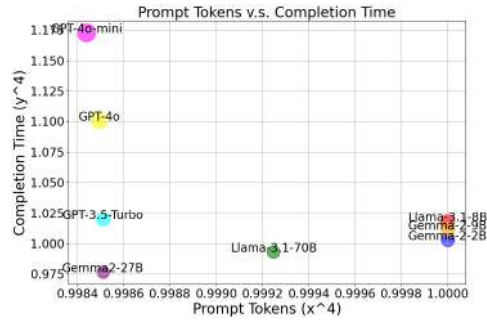 Prompt Tokens v.s. Completion Time
1.175
GPT-4o-mini
1.150
1.125
1.100
GPT-4o
1.075
1.050
1.025
GPT-3.5-Turbo
Llama-3.1-8B
Gemma-2-9B
Gemma-2-2B
1.000
Llama-3.1-70B
0.975
Gemma2-27B
0.9984 0.9986 0.9988 0.9990 0.9992 0.9994 0.9996 0.9998 1.0000
Prompt Tokens (x^4)
Completion Time (y^4)